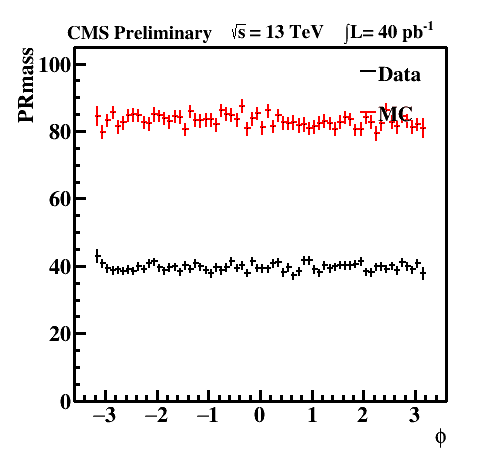 CMS Preliminary √s = 13 TeV ∫L= 40 pb⁻¹
PRmass
100
80
60
40
20
0
Data
MC
−3 −2 −1 0 1 2 3
ϕ